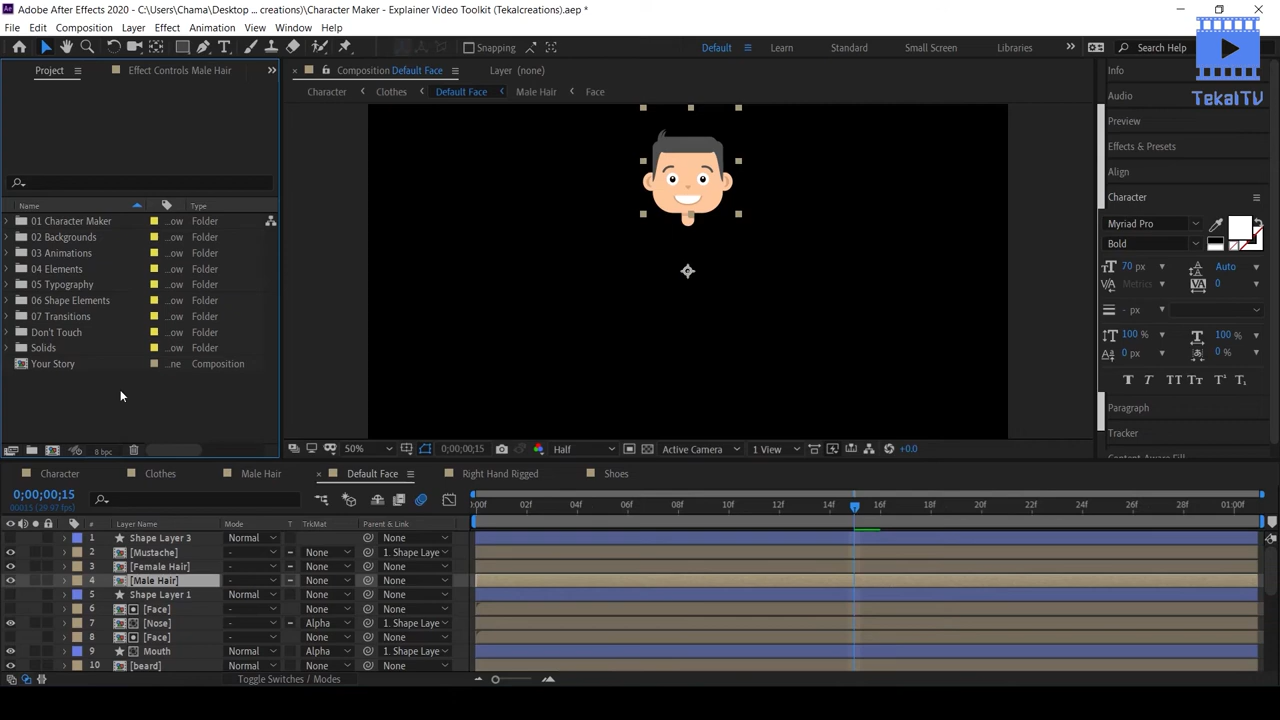 Adobe After Effects 2020 - C:\Users\Chama\Desktop ... creations)\Character Maker - Explainer Video Toolkit (Tekalcreations).aep *
File Edit Composition Layer Effect Animation View Window Help
Snapping
Default Learn Standard Small Screen Libraries Search Help
TekalTV
Project Effect Controls Male Hair
Composition Default Face Layer (none)
Character Clothes Default Face Male Hair Face
Info
Audio
Preview
Effects & Presets
Align
Character
Myriad Pro
Bold
70 px Auto
Metrics 0
- px
100 % 100 %
0 px 0 %
T T TT Tт T¹ T₁
Paragraph
Tracker
Name Type
01 Character Maker ...ow Folder
02 Backgrounds ...ow Folder
03 Animations ...ow Folder
04 Elements ...ow Folder
05 Typography ...ow Folder
06 Shape Elements ...ow Folder
07 Transitions ...ow Folder
Don't Touch ...ow Folder
Solids ...ow Folder
Your Story ...ne Composition
8 bpc
50% 0;00;00;15 Half Active Camera 1 View +0.0
Character Clothes Male Hair Default Face Right Hand Rigged Shoes
0;00;00;15
00015 (29.97 fps)
:00f 02f 04f 06f 08f 10f 12f 14f 16f 18f 20f 22f 24f 26f 28f 01:00f
# Layer Name Mode T TrkMat Parent & Link
1 Shape Layer 3 Normal None
2 [Mustache] - None 1. Shape Laye
3 [Female Hair] - None 1. Shape Laye
4 [Male Hair] - None 1. Shape Laye
5 Shape Layer 1 Normal None None
6 [Face] - None None
7 [Nose] - Alpha 1. Shape Laye
8 [Face] - None None
9 Mouth Normal Alpha 1. Shape Laye
10 [beard] Normal None 1. Shape Laye
Toggle Switches / Modes